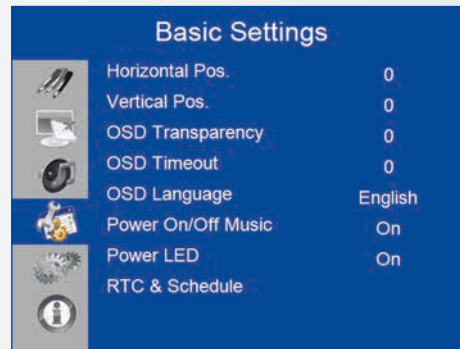 Basic Settings
Horizontal Pos. 0
Vertical Pos. 0
OSD Transparency 0
OSD Timeout 0
OSD Language English
Power On/Off Music On
Power LED On
RTC & Schedule